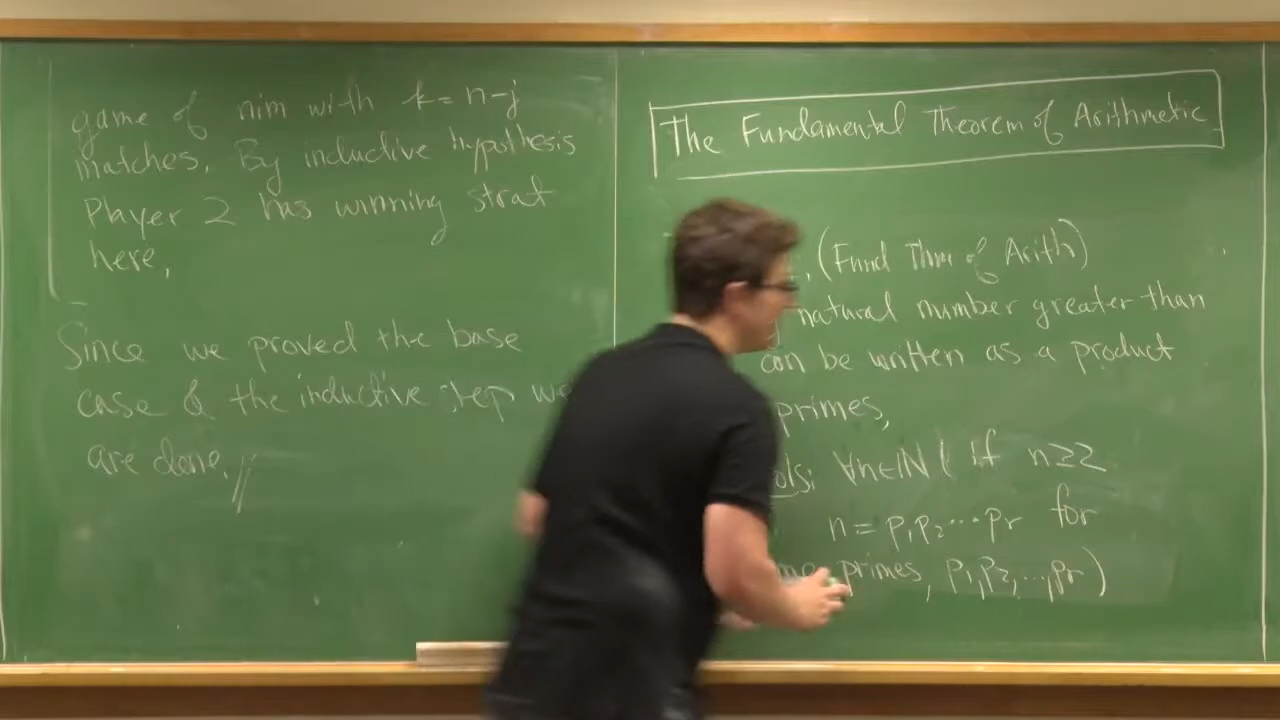 game of nim with k = n-j
matches. By inductive hypothesis
Player 2 has winning strat
here,
Since we proved the base
case & the inductive step we
are done. //
The Fundamental Theorem of Arithmetic
(Fund Thm of Arith)
natural number greater than
can be written as a product
primes,
ols: ∀n∈ℕ ( if n≥2
n = p₁p₂...pr for
primes, p₁,p₂,...,pr)